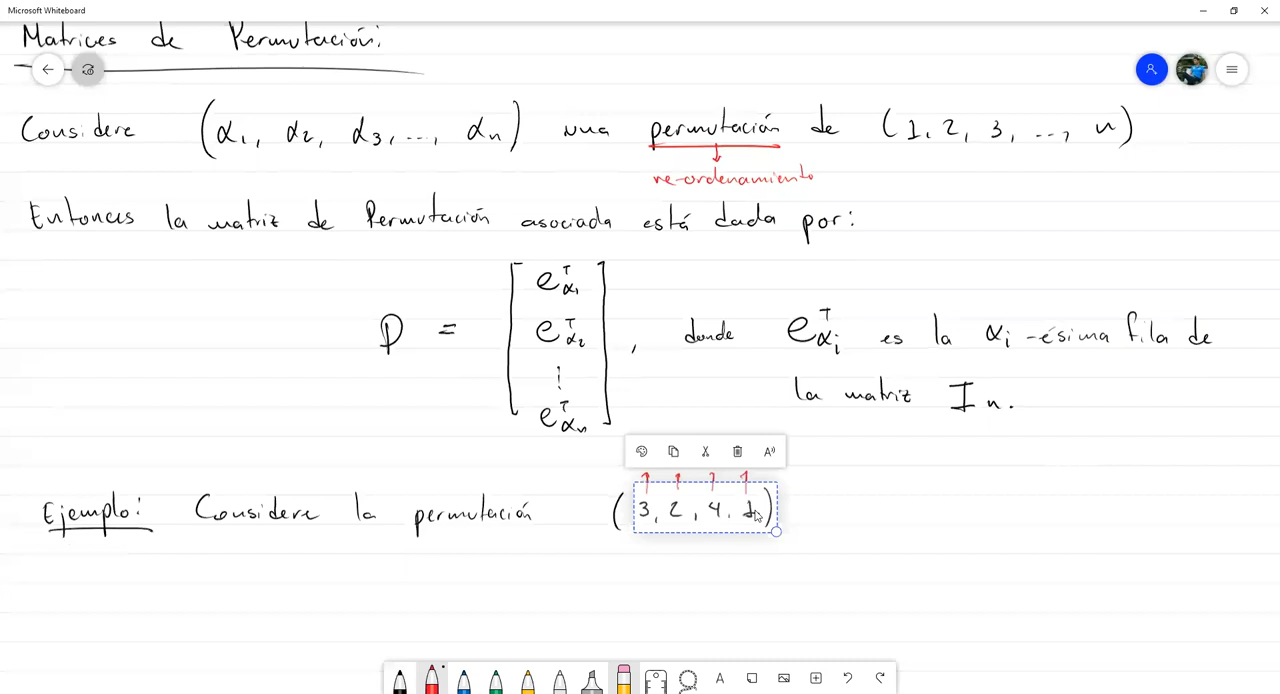 Microsoft Whiteboard
Matrices de Permutación:
Considere (α1, α2, α3, ..., αn) una permutación de (1, 2, 3, ..., n)
re-ordenamiento
Entonces la matriz de Permutación asociada está dada por:
P = [ e^T_α1
e^T_α2
⋮
e^T_αn ] , donde e^T_αi es la αi-ésima fila de
la matriz In.
Ejemplo: Considere la permutación (3, 2, 4, 1)